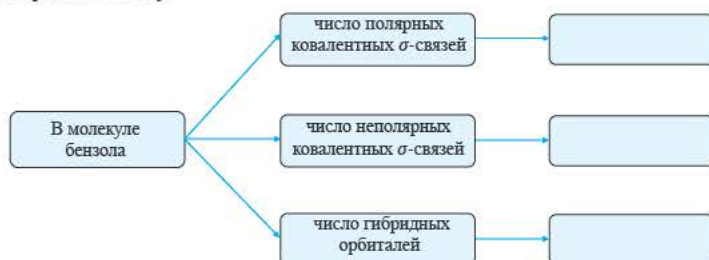 число полярных
ковалентных σ-связей
В молекуле
бензола
число неполярных
ковалентных σ-связей
число гибридных
орбиталей